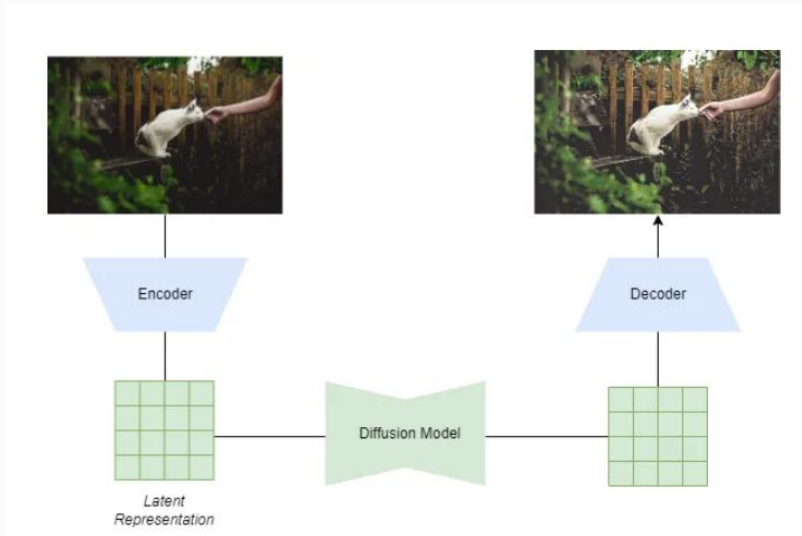 Encoder
Decoder
Diffusion Model
Latent
Representation